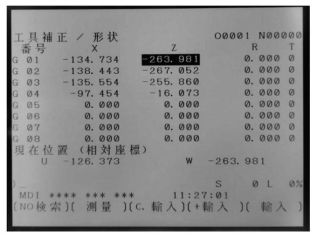 工具補正 / 形状 O0001 N00000
番号 X Z R T
G 01 -134.734 -263.981 0.000 0
G 02 -138.443 -267.052 0.000 0
G 03 -135.554 -255.860 0.000 0
G 04 -97.454 -16.073 0.000 0
G 05 0.000 0.000 0.000 0
G 06 0.000 0.000 0.000 0
G 07 0.000 0.000 0.000 0
G 08 0.000 0.000 0.000 0
現在位置 (相対座標)
U -126.373 W -263.981
)_
S 0 L 0%
MDI **** *** *** 11:27:01
(NO検索)( 測量 )(C.輸入)(+輸入 )( 輸入 )